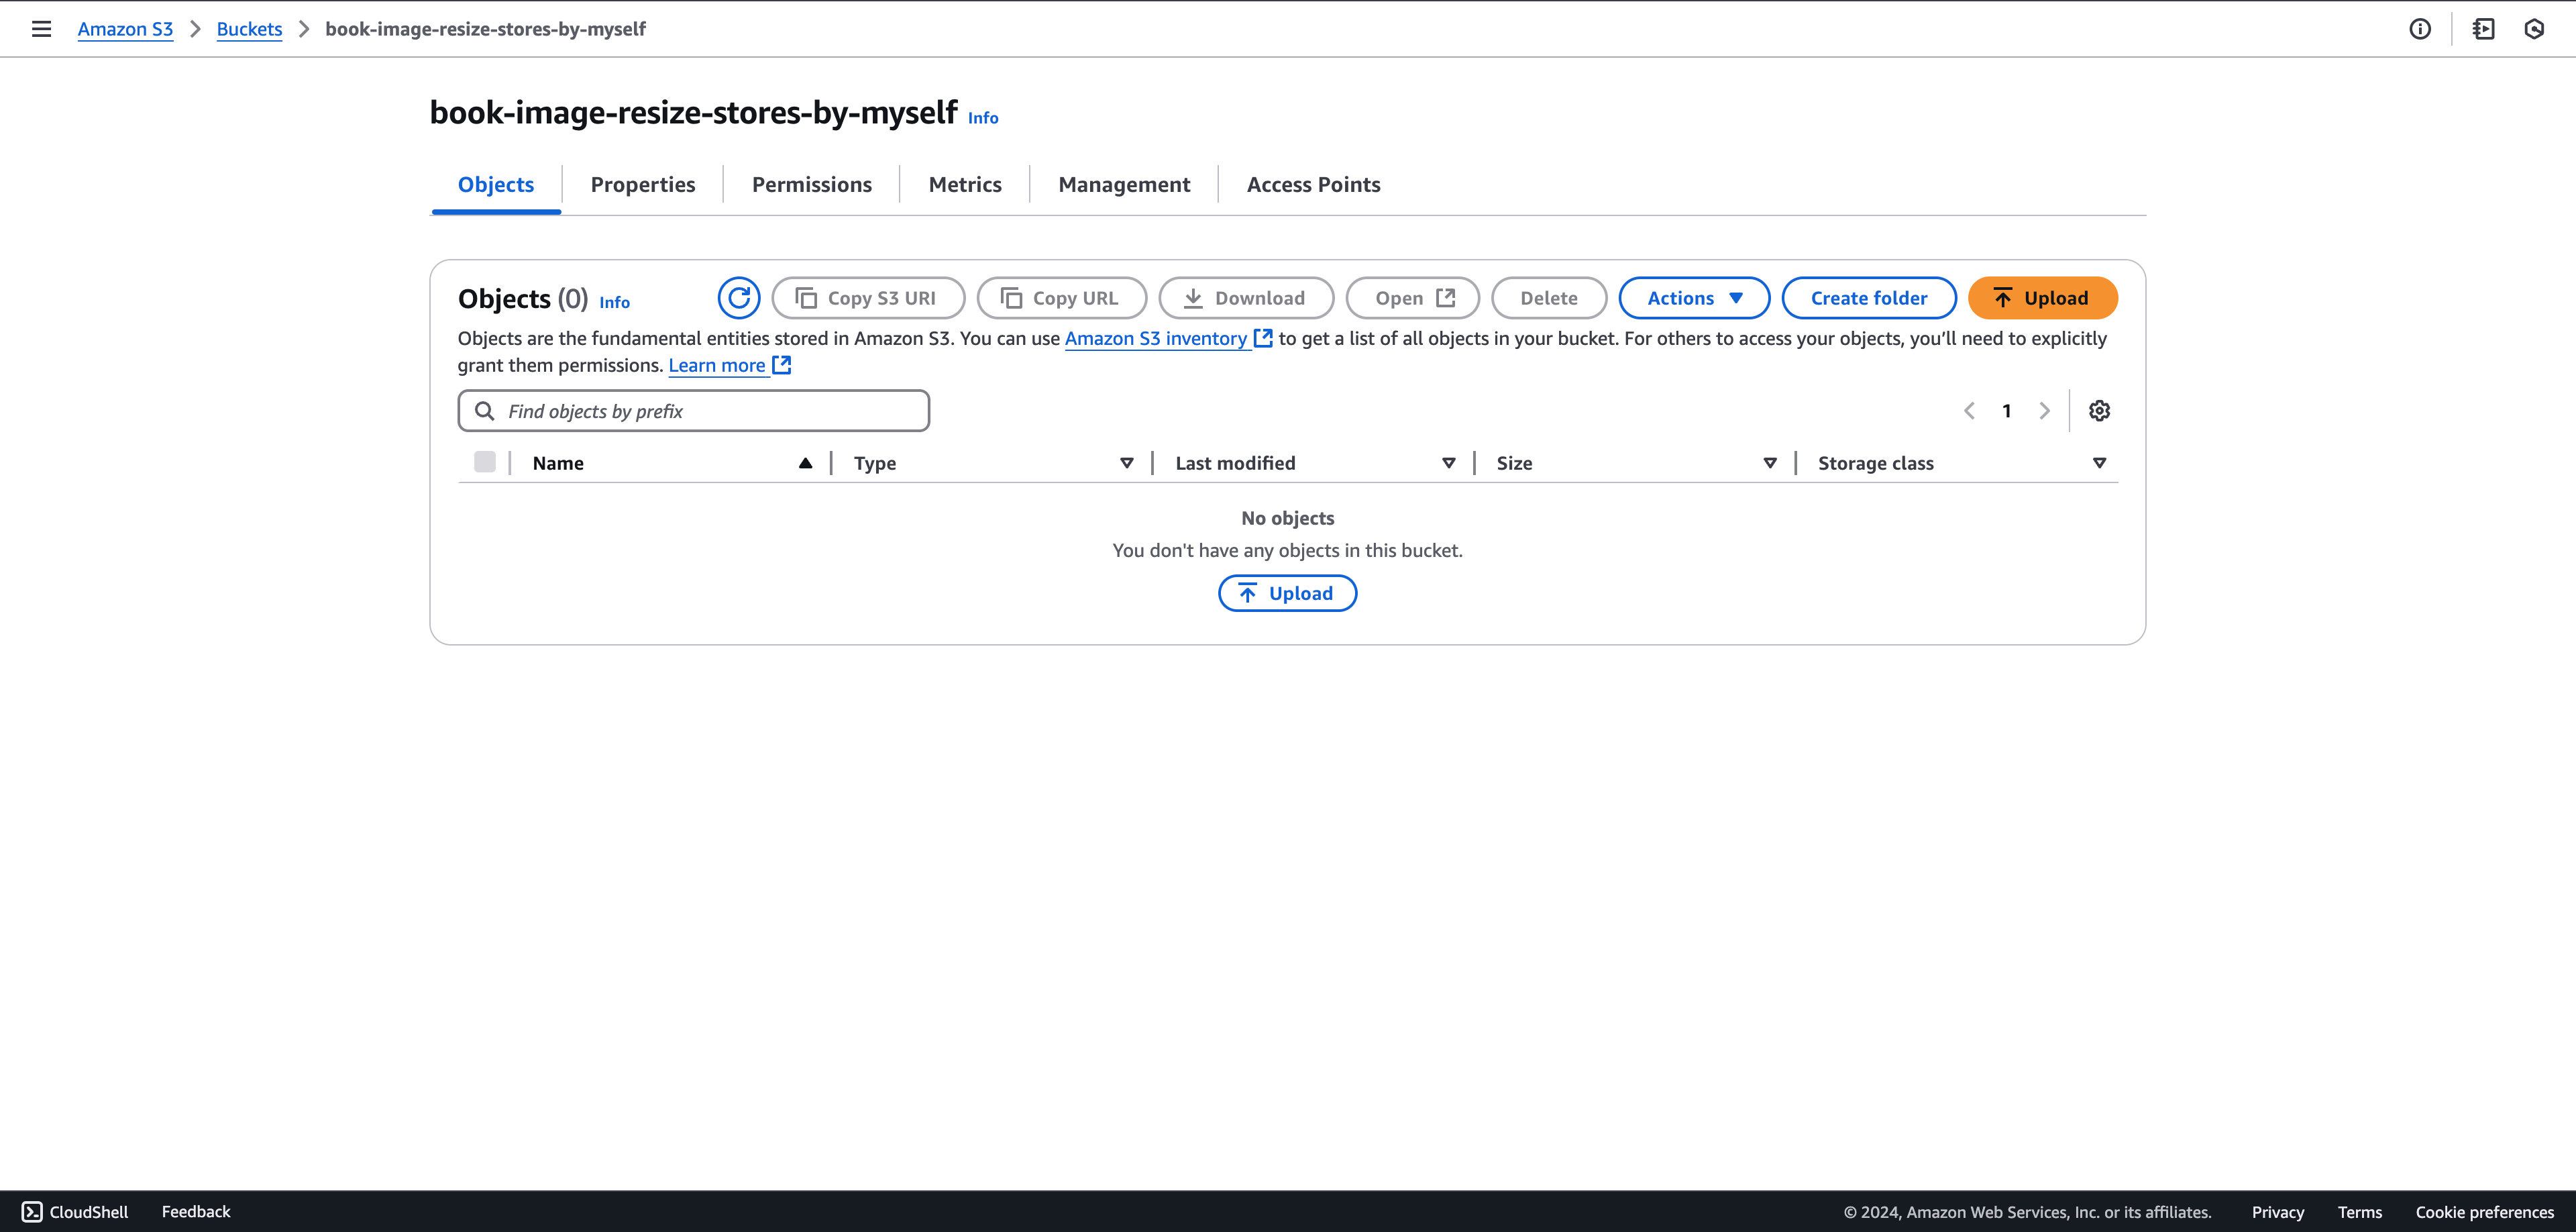 Amazon S3 > Buckets > book-image-resize-stores-by-myself
book-image-resize-stores-by-myself Info
Objects Properties Permissions Metrics Management Access Points
Objects (0) Info Copy S3 URI Copy URL Download Open Delete Actions Create folder Upload
Objects are the fundamental entities stored in Amazon S3. You can use Amazon S3 inventory to get a list of all objects in your bucket. For others to access your objects, you’ll need to explicitly
grant them permissions. Learn more
Find objects by prefix 1
Name Type Last modified Size Storage class
No objects
You don't have any objects in this bucket.
Upload
CloudShell Feedback © 2024, Amazon Web Services, Inc. or its affiliates. Privacy Terms Cookie preferences